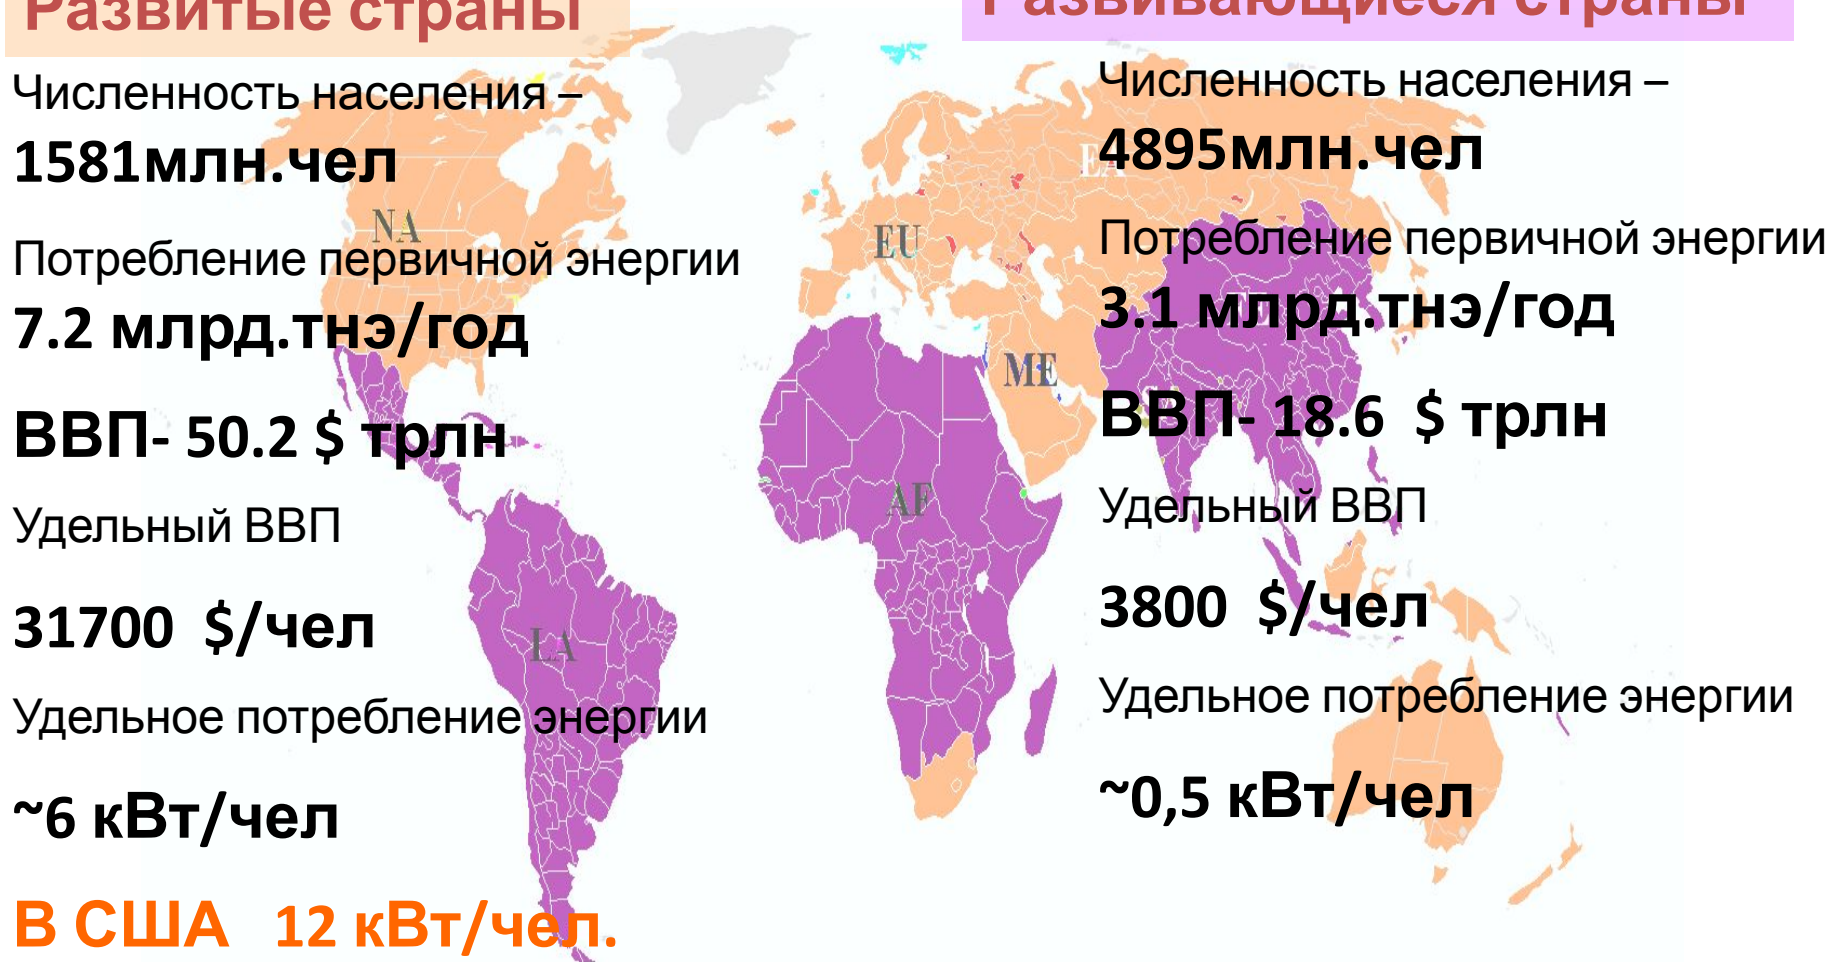 Развитые страны
Численность населения –
1581млн.чел
Потребление первичной энергии
7.2 млрд.тнэ/год
ВВП- 50.2 $ трлн
Удельный ВВП
31700 $/чел
Удельное потребление энергии
~6 кВт/чел
В США 12 кВт/чел.
Развивающиеся страны
Численность населения –
4895млн.чел
Потребление первичной энергии
3.1 млрд.тнэ/год
ВВП- 18.6 $ трлн
Удельный ВВП
3800 $/чел
Удельное потребление энергии
~0,5 кВт/чел
NA
EU
ME
AF
LA